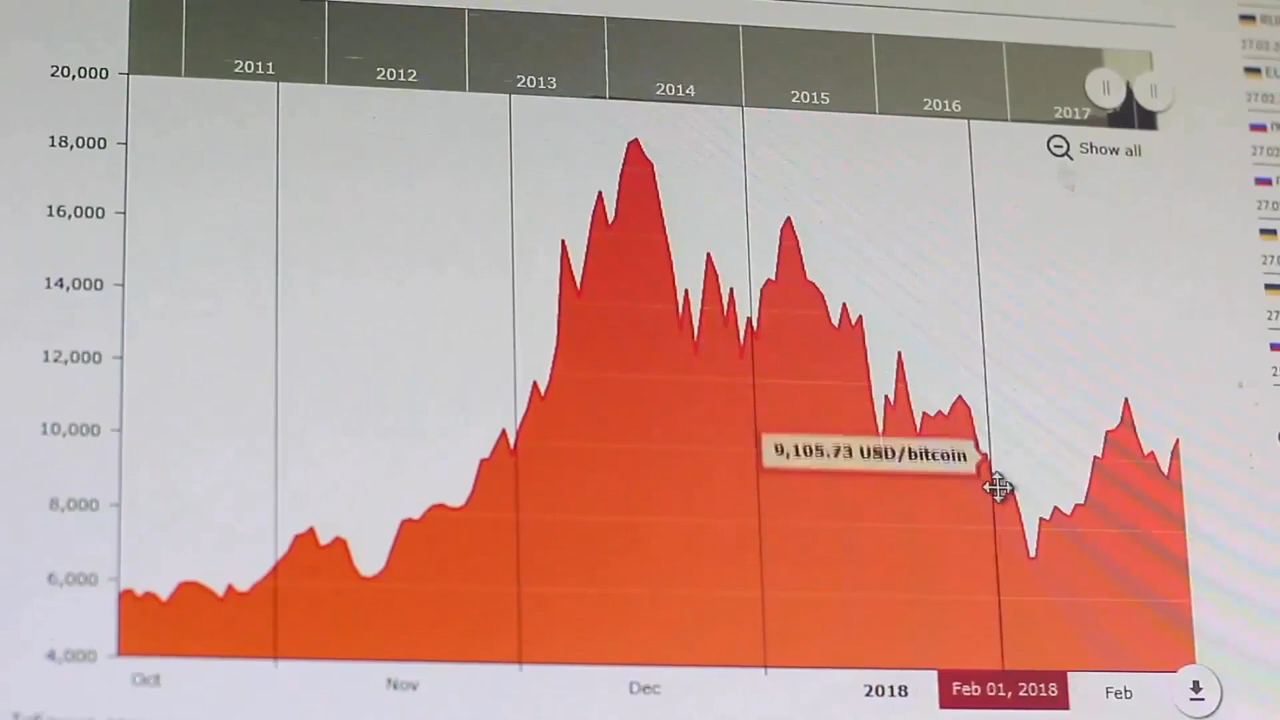 2011
2012
2013
2014
2015
2016
2017
Show all
20,000
18,000
16,000
14,000
12,000
10,000
8,000
6,000
4,000
9,105.73 USD/bitcoin
Oct
Nov
Dec
2018
Feb 01, 2018
Feb